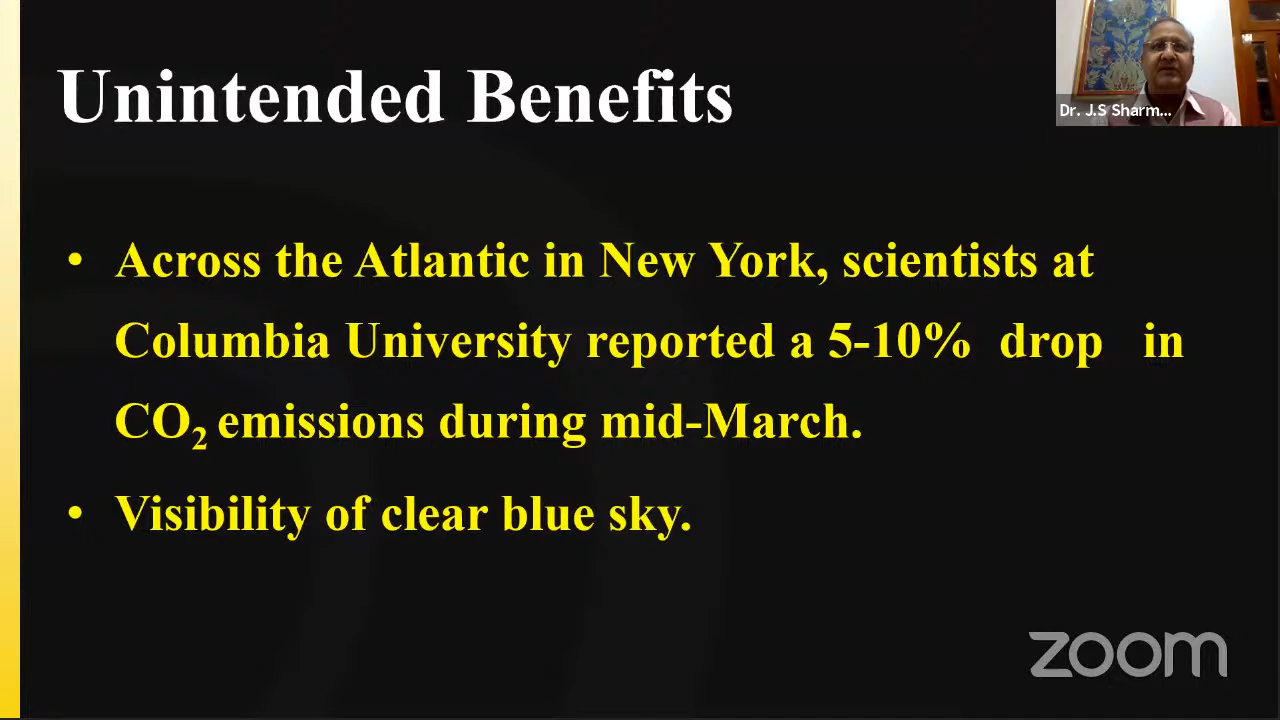 Unintended Benefits
Dr. J.S Sharm...
• Across the Atlantic in New York, scientists at
Columbia University reported a 5-10% drop in
CO₂ emissions during mid-March.
• Visibility of clear blue sky.
zoom